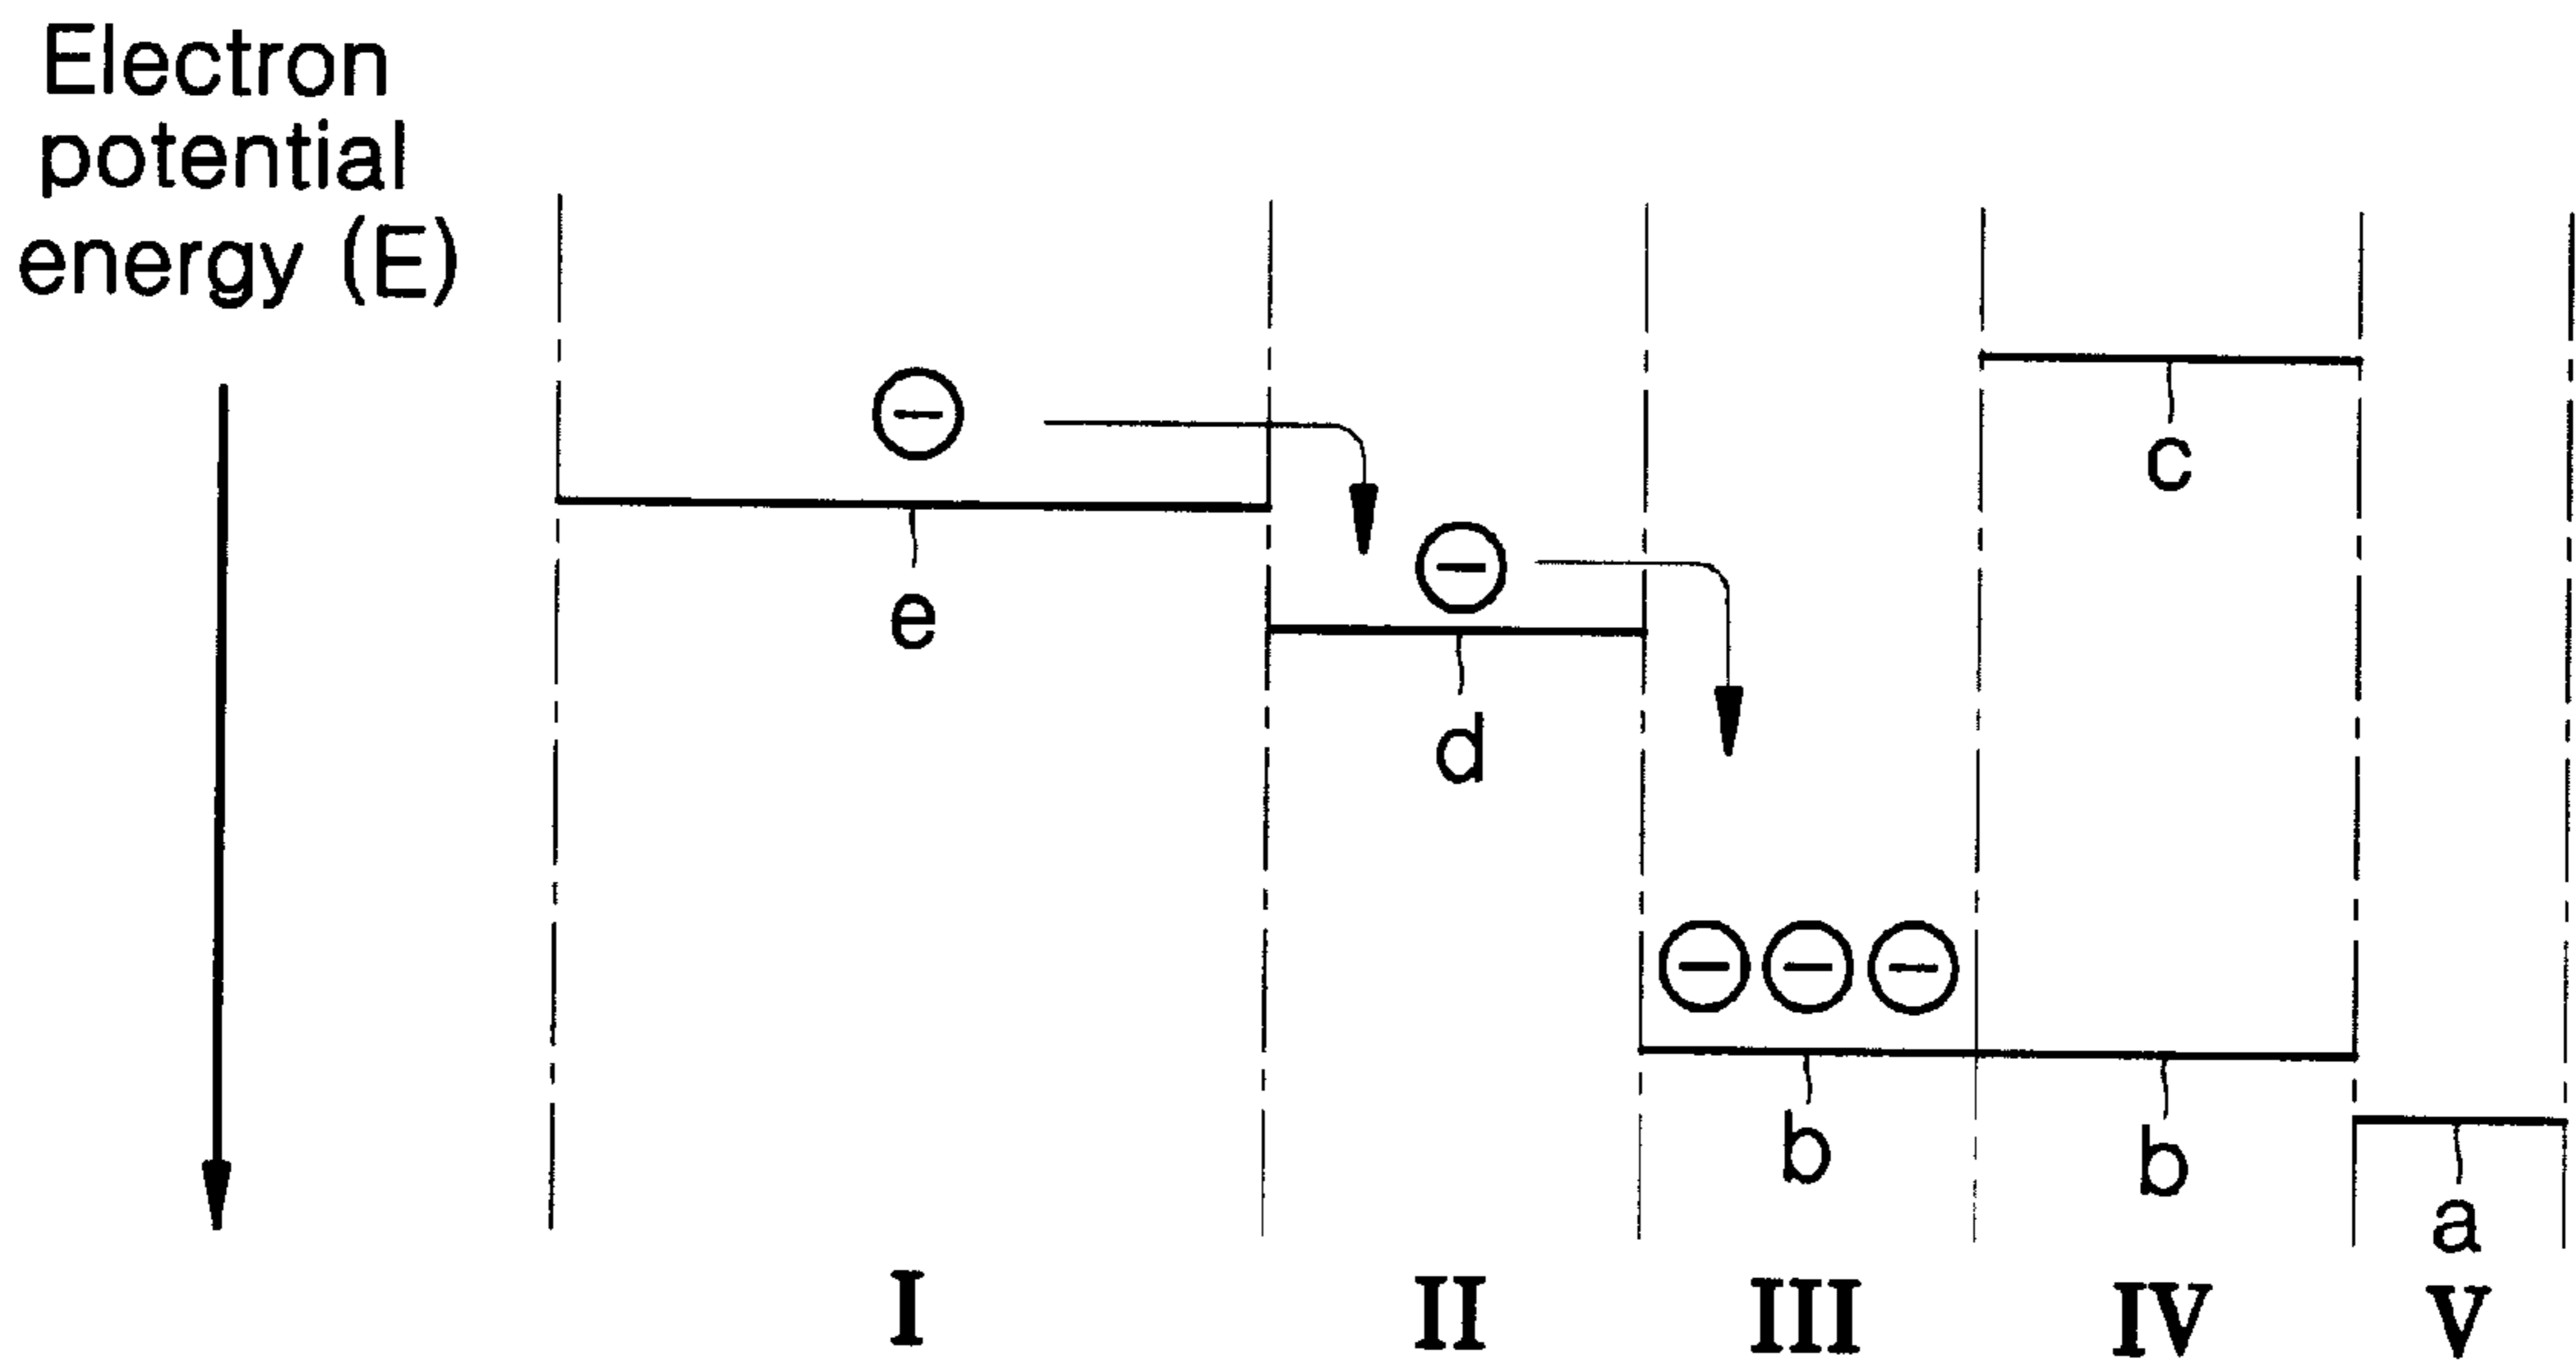 Electron
potential
energy (E)
c
e
d
b
b
a
I II III IV V